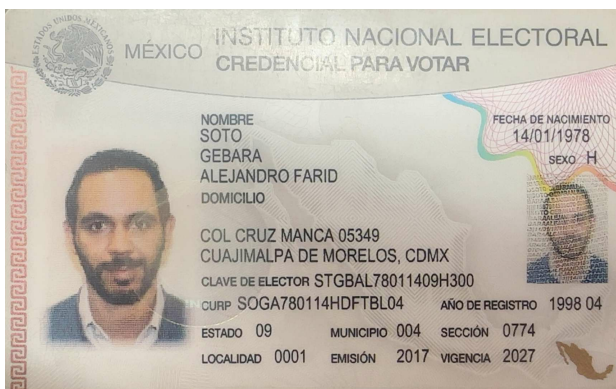 ESTADOS UNIDOS MEXICANOS
MÉXICO INSTITUTO NACIONAL ELECTORAL
CREDENCIAL PARA VOTAR
NOMBRE
SOTO
GEBARA
ALEJANDRO FARID
FECHA DE NACIMIENTO
14/01/1978
SEXO H
DOMICILIO
COL CRUZ MANCA 05349
CUAJIMALPA DE MORELOS, CDMX
CLAVE DE ELECTOR STGBAL78011409H300
CURP SOGA780114HDFTBL04 AÑO DE REGISTRO 1998 04
ESTADO 09 MUNICIPIO 004 SECCIÓN 0774
LOCALIDAD 0001 EMISIÓN 2017 VIGENCIA 2027